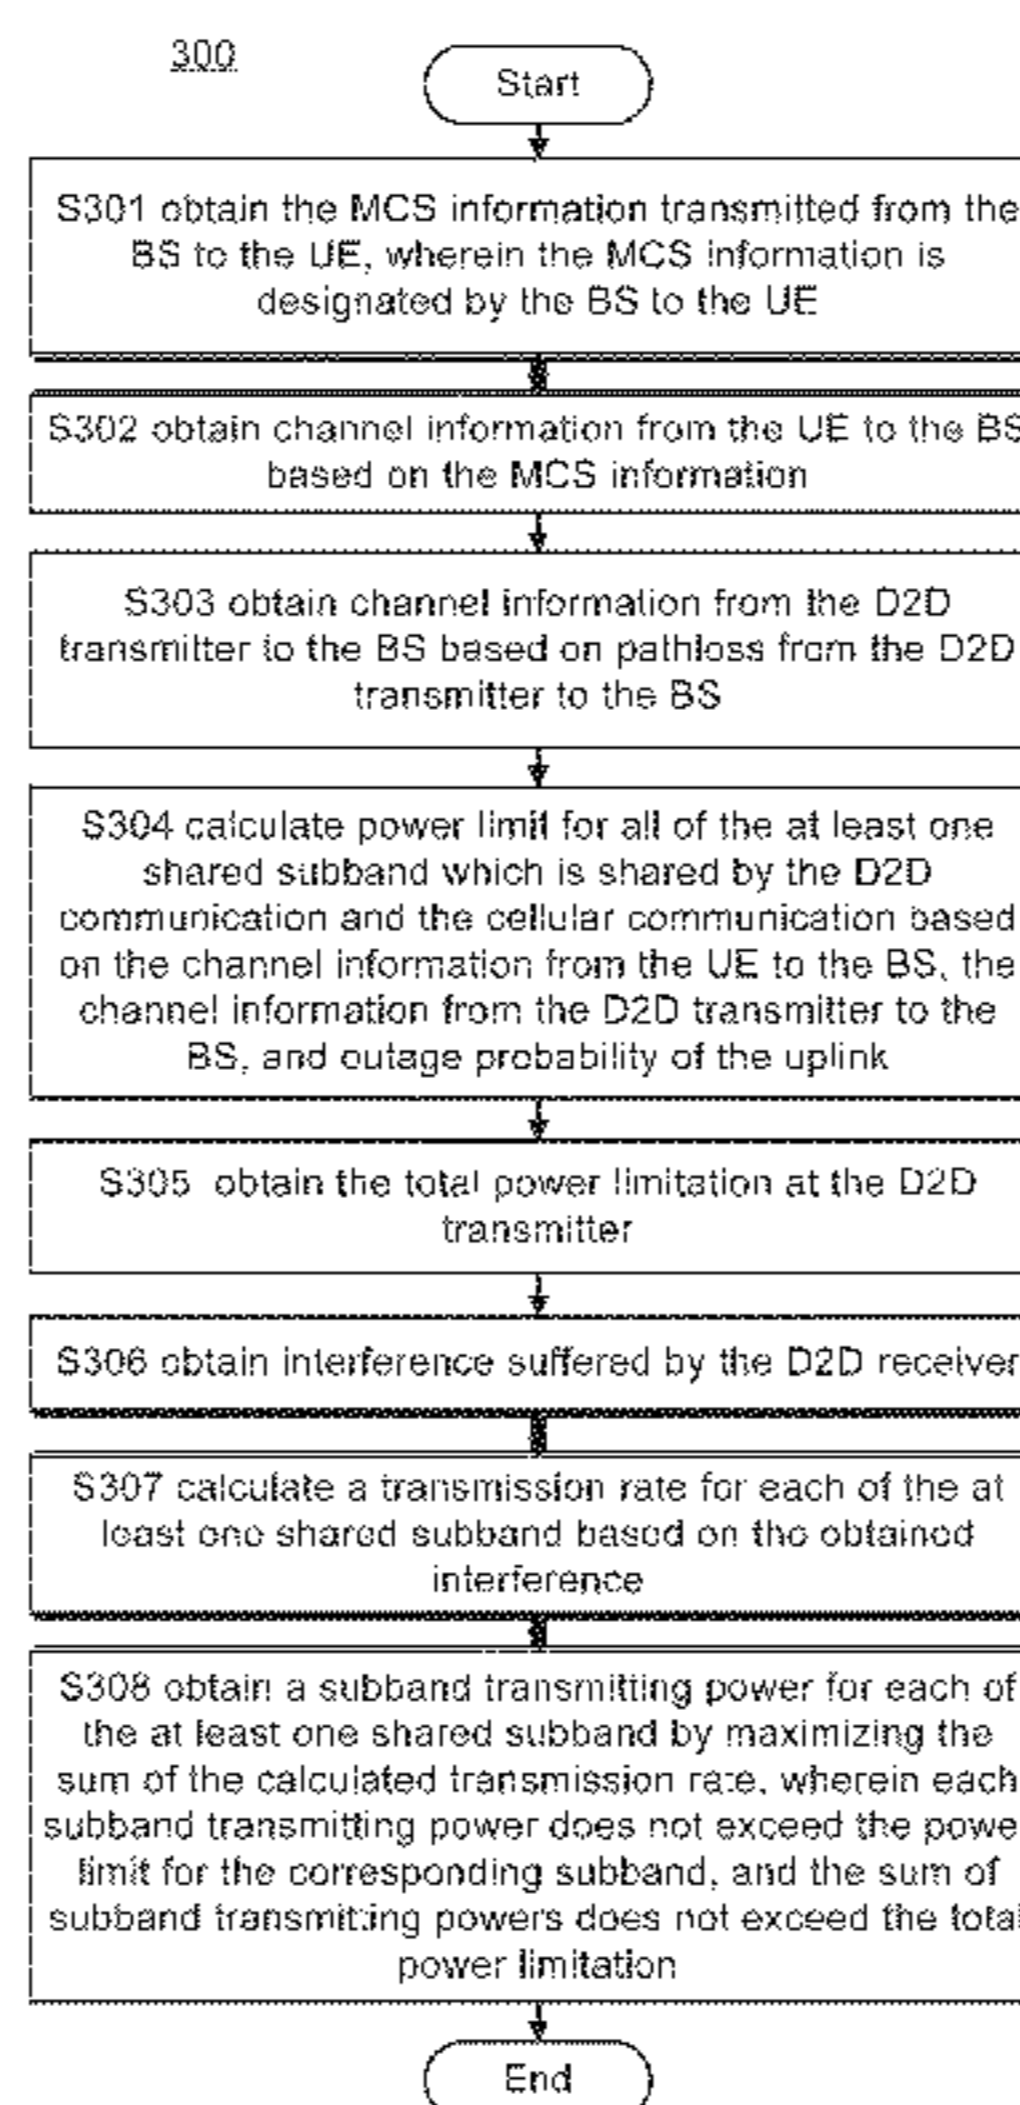 300
Start
S301 obtain the MCS information transmitted from the
BS to the UE, wherein the MCS information is
designated by the BS to the UE
S302 obtain channel information from the UE to the BS
based on the MCS information
S303 obtain channel information from the D2D
transmitter to the BS based on pathloss from the D2D
transmitter to the BS
S304 calculate power limit for all of the at least one
shared subband which is shared by the D2D
communication and the cellular communication based
on the channel information from the UE to the BS, the
channel information from the D2D transmitter to the
BS, and outage probability of the uplink
S305 obtain the total power limitation at the D2D
transmitter
S306 obtain interference suffered by the D2D receiver
S307 calculate a transmission rate for each of the at
least one shared subband based on the obtained
interference
S308 obtain a subband transmitting power for each of
the at least one shared subband by maximizing the
sum of the calculated transmission rate, wherein each
subband transmitting power does not exceed the powe
limit for the corresponding subband, and the sum of
subband transmitting powers does not exceed the total
power limitation
End